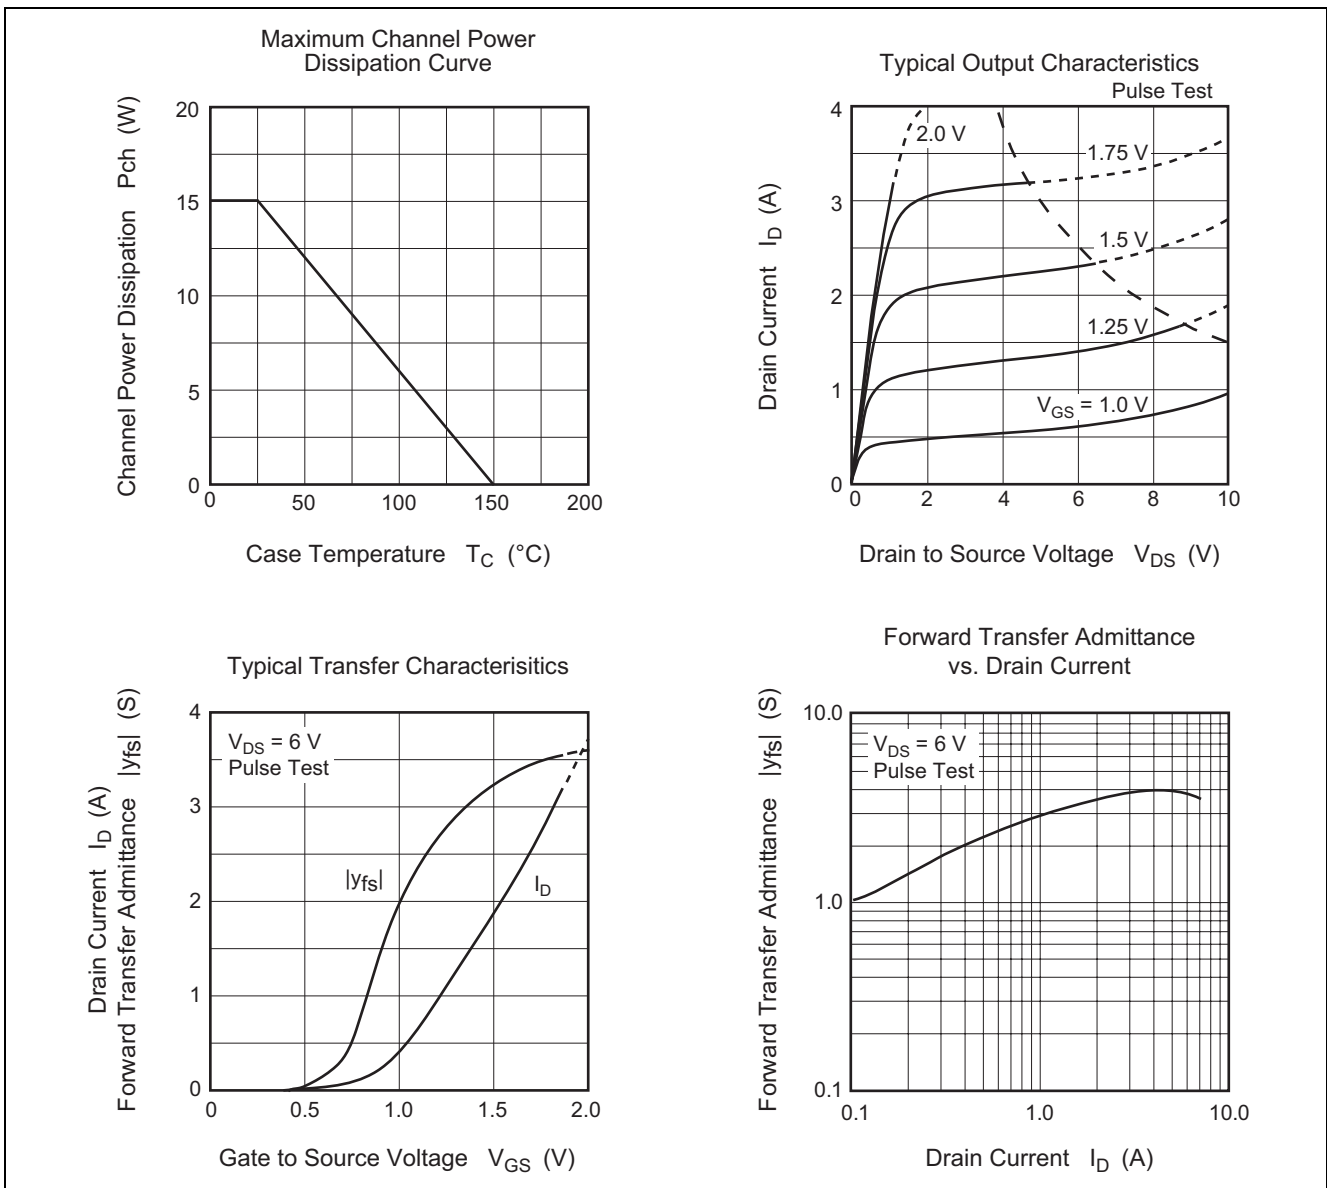 Maximum Channel Power
Dissipation Curve
Channel Power Dissipation Pch (W)
20
15
10
5
0
0 50 100 150 200
Case Temperature T_C (°C)
Typical Output Characteristics
Pulse Test
Drain Current I_D (A)
4
3
2
1
0
2.0 V
1.75 V
1.5 V
1.25 V
V_GS = 1.0 V
0 2 4 6 8 10
Drain to Source Voltage V_DS (V)
Typical Transfer Characterisitics
Drain Current I_D (A)
Forward Transfer Admittance |yfs| (S)
4
3
2
1
0
V_DS = 6 V
Pulse Test
|yfs|
I_D
0 0.5 1.0 1.5 2.0
Gate to Source Voltage V_GS (V)
Forward Transfer Admittance
vs. Drain Current
Forward Transfer Admittance |yfs| (S)
10.0
1.0
0.1
V_DS = 6 V
Pulse Test
0.1 1.0 10.0
Drain Current I_D (A)